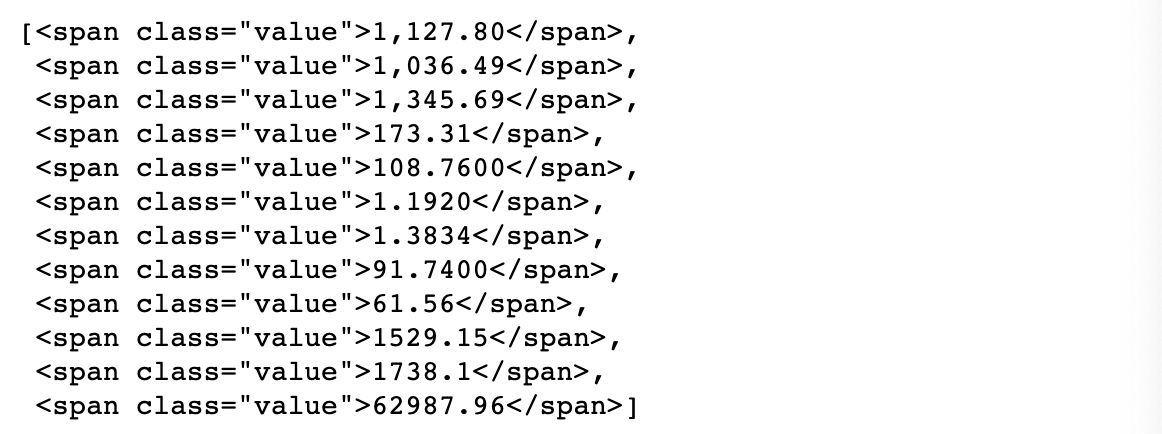 [<span class="value">1,127.80</span>,
<span class="value">1,036.49</span>,
<span class="value">1,345.69</span>,
<span class="value">173.31</span>,
<span class="value">108.7600</span>,
<span class="value">1.1920</span>,
<span class="value">1.3834</span>,
<span class="value">91.7400</span>,
<span class="value">61.56</span>,
<span class="value">1529.15</span>,
<span class="value">1738.1</span>,
<span class="value">62987.96</span>]